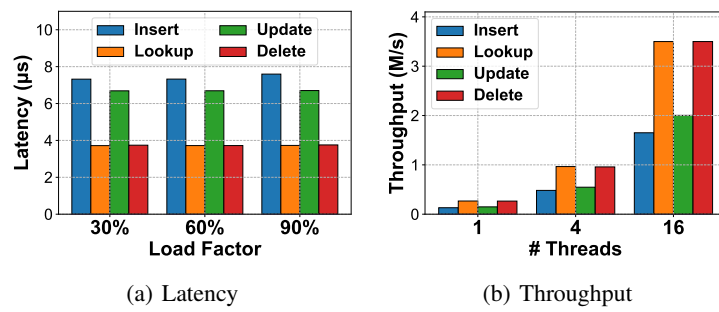 Insert
Lookup
Update
Delete
Latency (µs)
10
8
6
4
2
0
30%
60%
90%
Load Factor
(a) Latency
Insert
Lookup
Update
Delete
Throughput (M/s)
4
3
2
1
0
1
4
16
# Threads
(b) Throughput